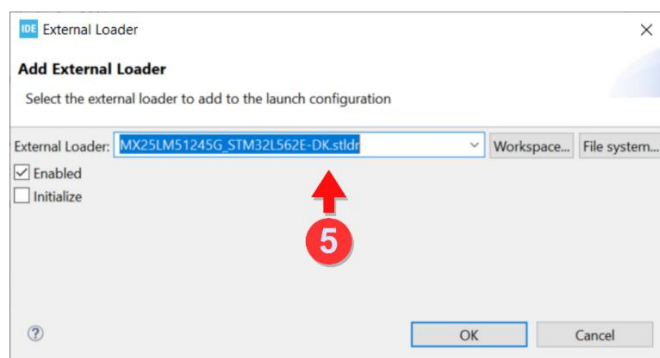 IDE External Loader
Add External Loader
Select the external loader to add to the launch configuration
External Loader: MX25LM51245G_STM32L562E-DK.stldr Workspace... File system...
Enabled
Initialize
5
? OK Cancel